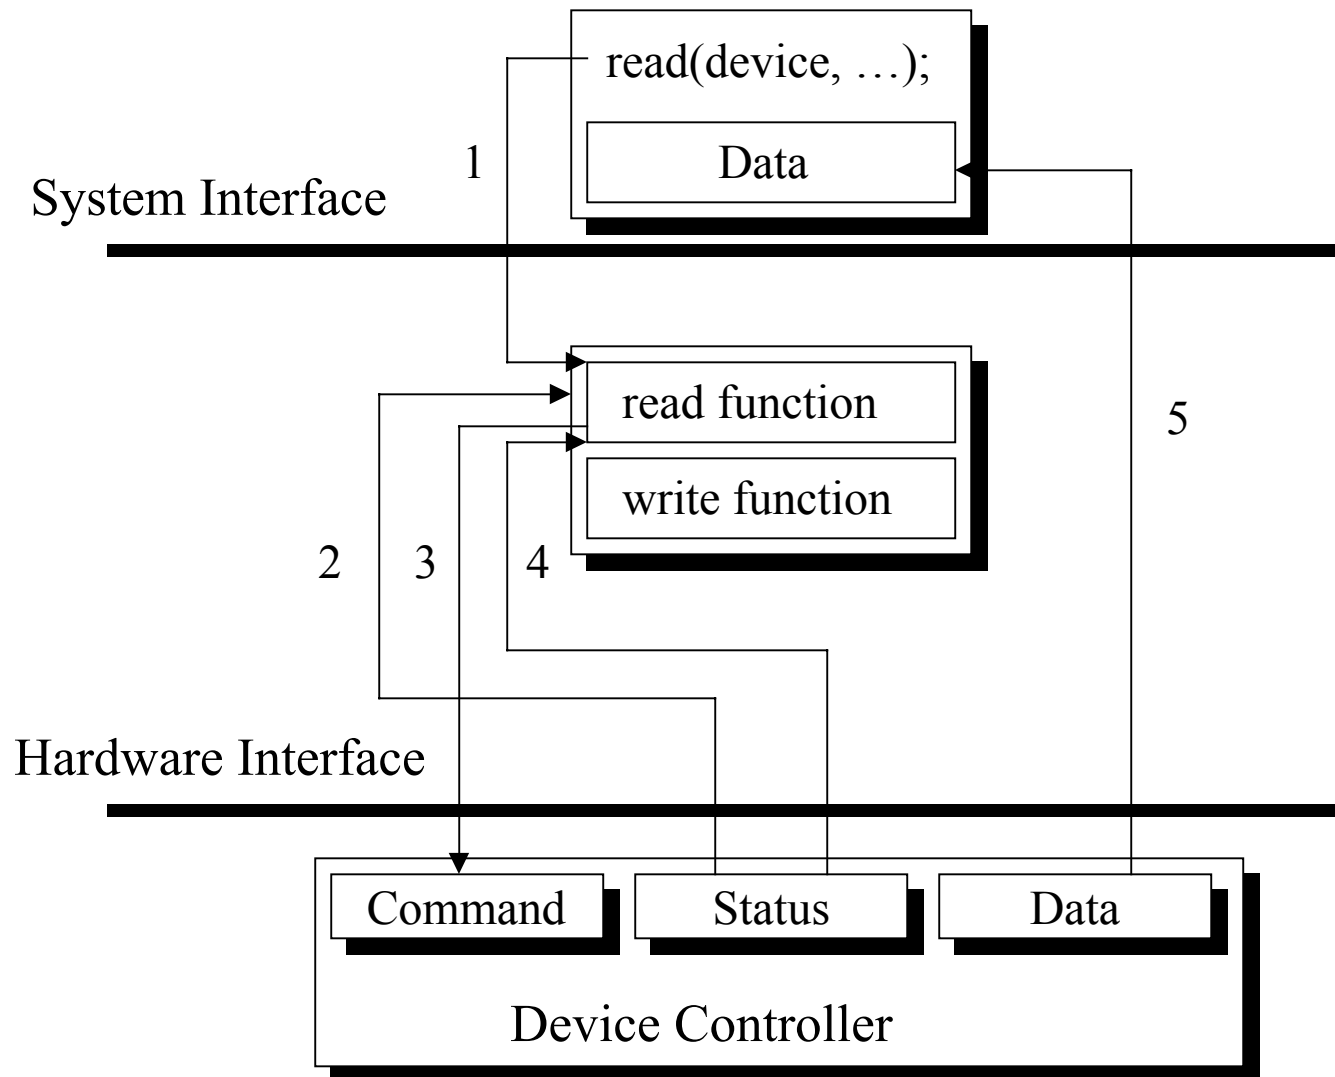 read(device, …);
Data
1
System Interface
read function
5
write function
2
3
4
Hardware Interface
Command
Status
Data
Device Controller